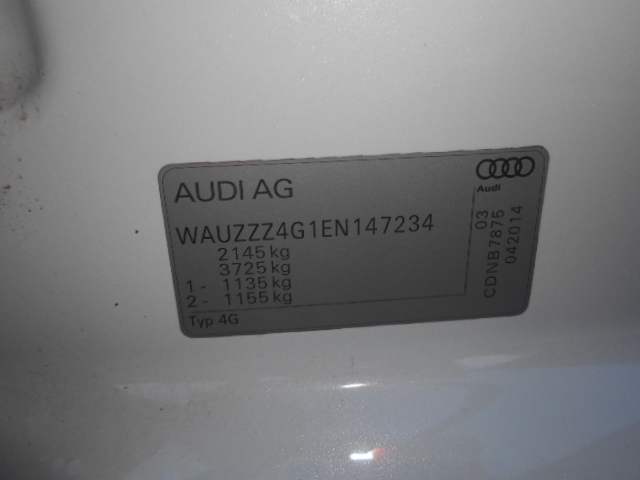 AUDI AG
WAUZZZ4G1EN147234
2145 kg
3725 kg
1 - 1135 kg
2 - 1155 kg
Typ 4G
Audi
03
CDNB7875
042014